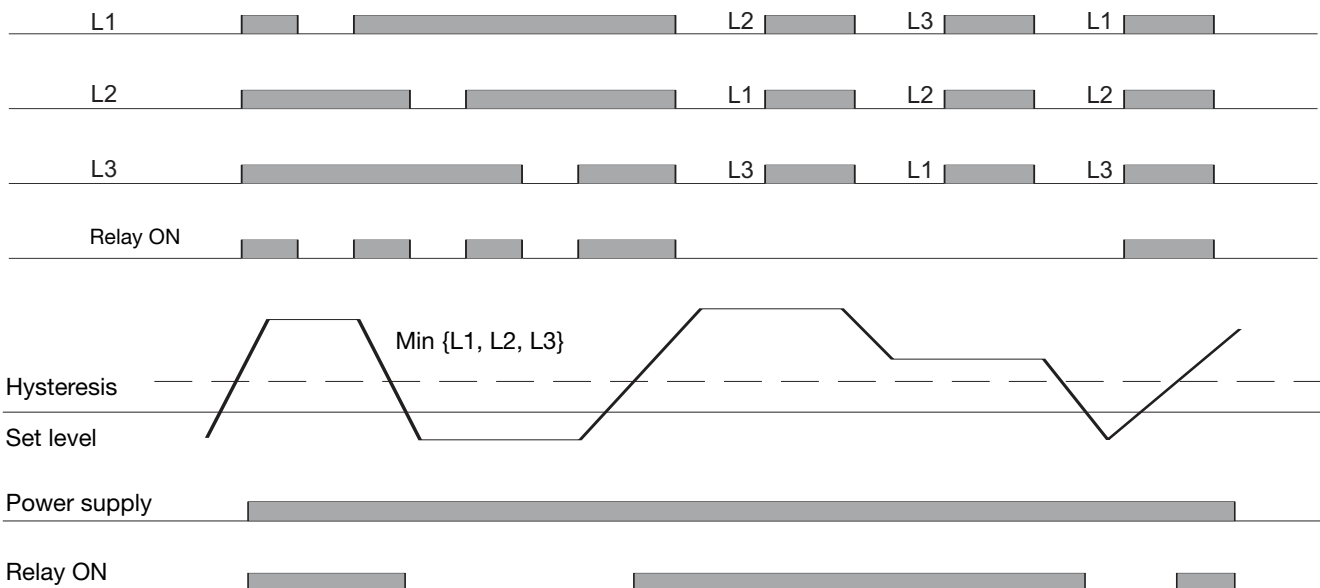 L1 L2 L3 L1
L2 L1 L2 L2
L3 L3 L1 L3
Relay ON
Min {L1, L2, L3}
Hysteresis
Set level
Power supply
Relay ON